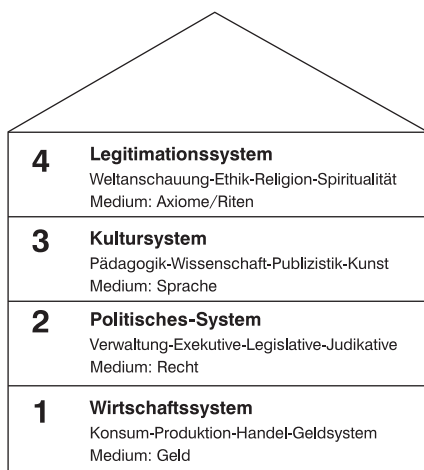 4 Legitimationssystem
Weltanschauung-Ethik-Religion-Spiritualität
Medium: Axiome/Riten
3 Kultursystem
Pädagogik-Wissenschaft-Publizistik-Kunst
Medium: Sprache
2 Politisches-System
Verwaltung-Exekutive-Legislative-Judikative
Medium: Recht
1 Wirtschaftssystem
Konsum-Produktion-Handel-Geldsystem
Medium: Geld